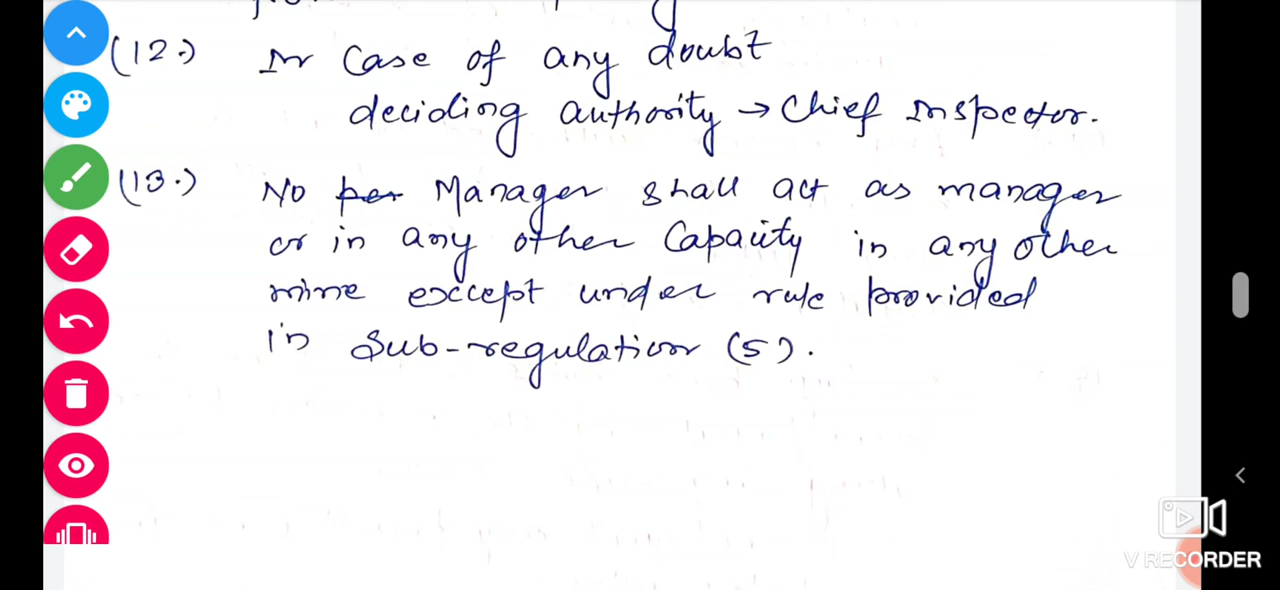 (12.) In Case of any doubt
deciding authority → Chief Inspector.
(13.) No per Manager shall act as manager
or in any other Capacity in any other
mine except under rule provided
in Sub-regulation (5).
V RECORDER